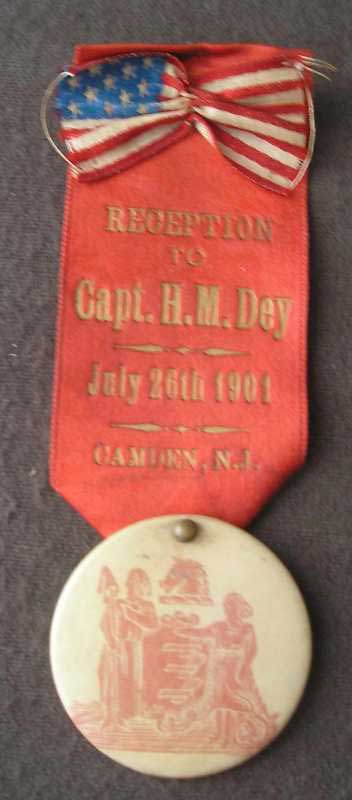 RECEPTION
TO
Capt. H. M. Dey
July 26th 1901
CAMDEN, N.J.